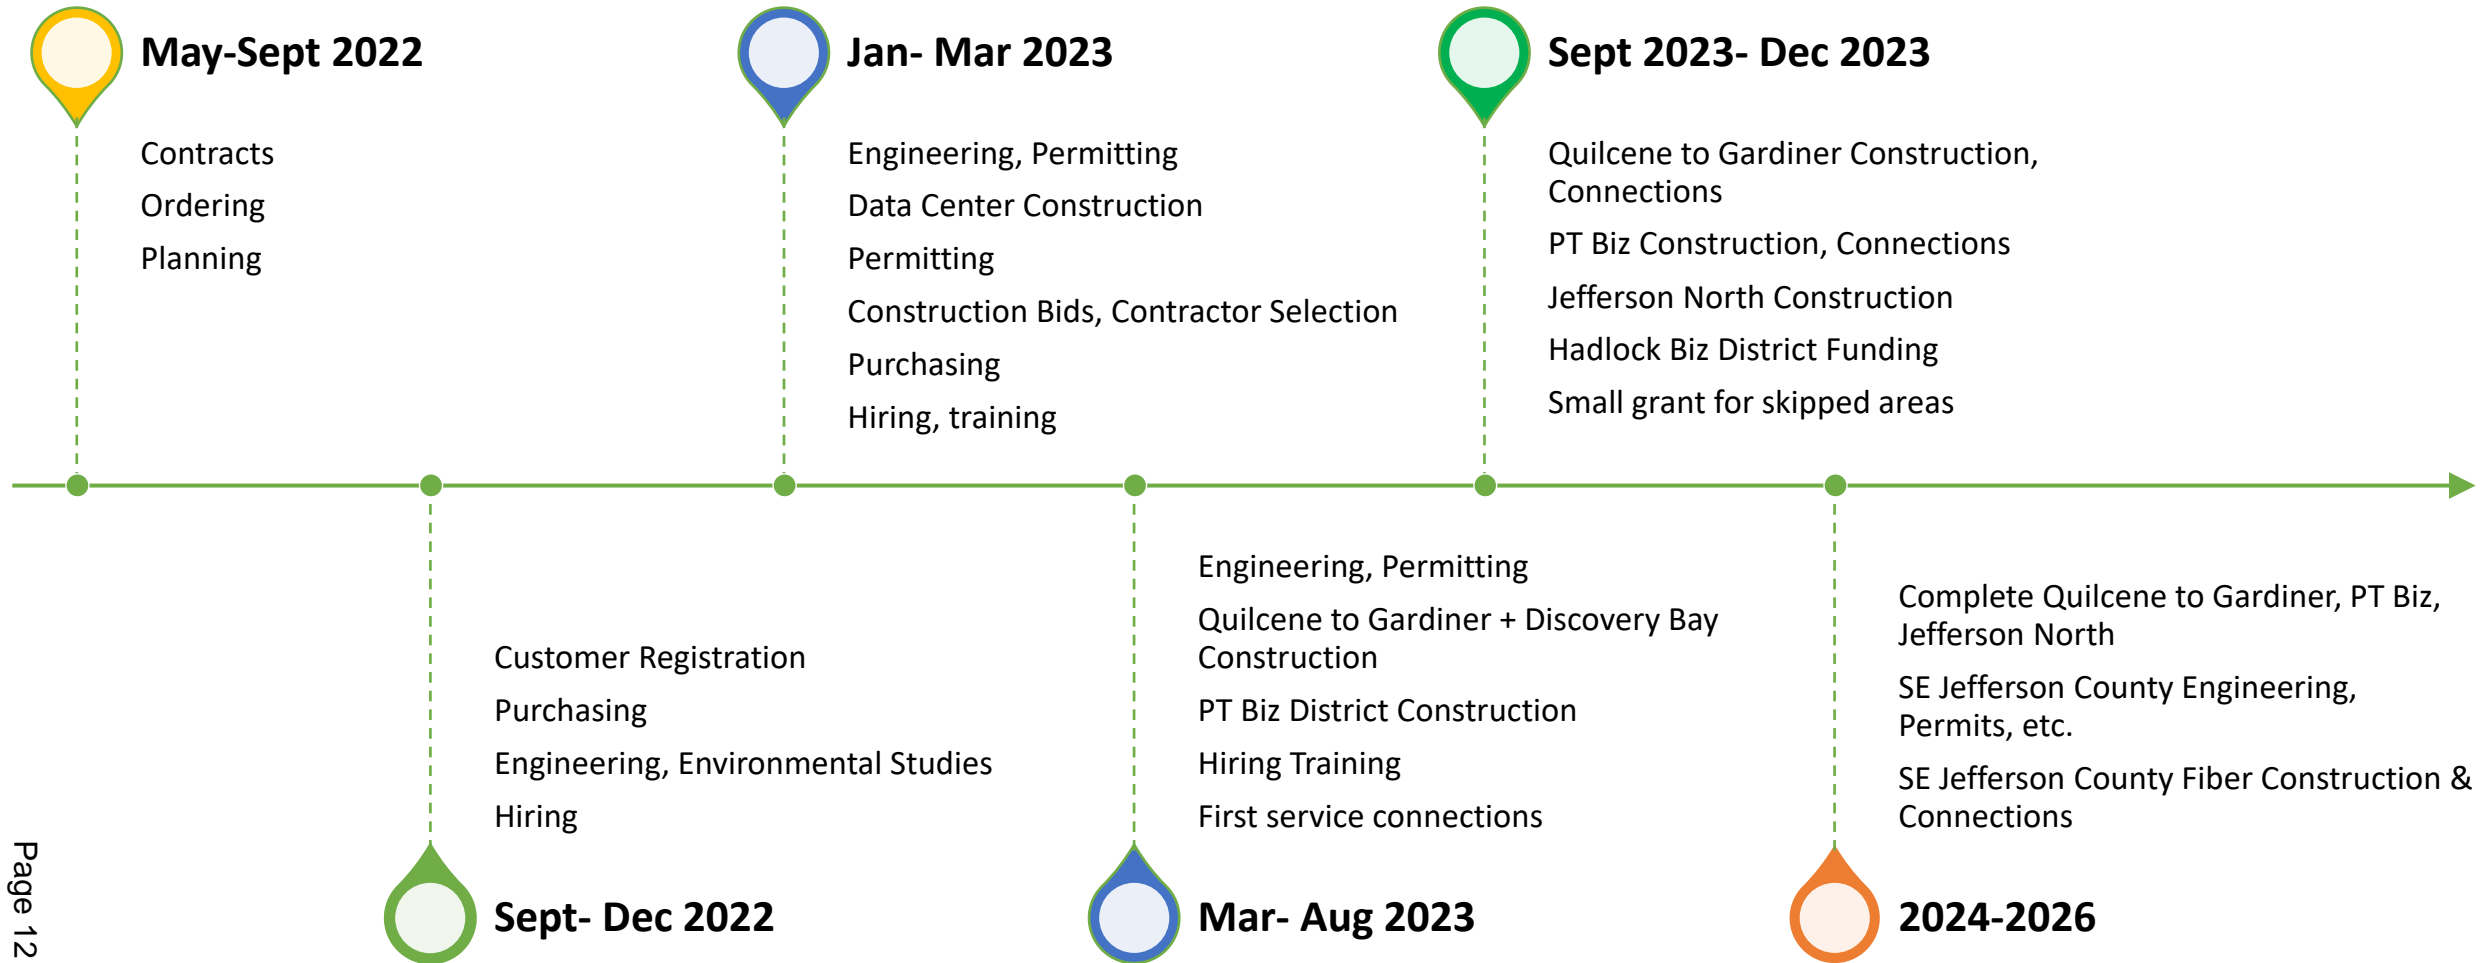 May-Sept 2022
Contracts
Ordering
Planning
Customer Registration
Purchasing
Engineering, Environmental Studies
Hiring
Sept- Dec 2022
Jan- Mar 2023
Engineering, Permitting
Data Center Construction
Permitting
Construction Bids, Contractor Selection
Purchasing
Hiring, training
Engineering, Permitting
Quilcene to Gardiner + Discovery Bay
Construction
PT Biz District Construction
Hiring Training
First service connections
Mar- Aug 2023
Sept 2023- Dec 2023
Quilcene to Gardiner Construction,
Connections
PT Biz Construction, Connections
Jefferson North Construction
Hadlock Biz District Funding
Small grant for skipped areas
Complete Quilcene to Gardiner, PT Biz,
Jefferson North
SE Jefferson County Engineering,
Permits, etc.
SE Jefferson County Fiber Construction &
Connections
2024-2026
Page 12